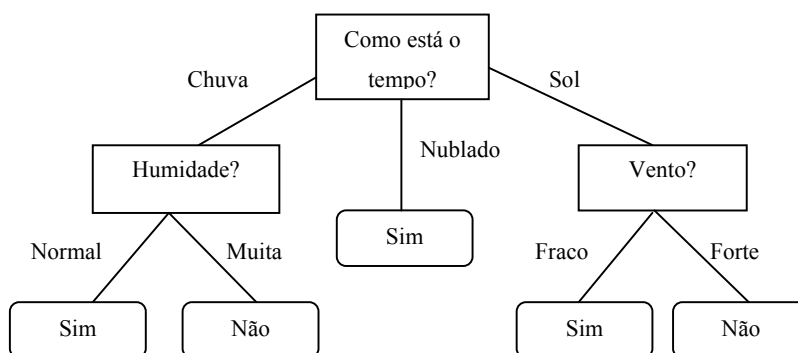 Como está o
tempo?
Chuva
Sol
Nublado
Humidade?
Vento?
Sim
Normal
Muita
Fraco
Forte
Sim
Não
Sim
Não